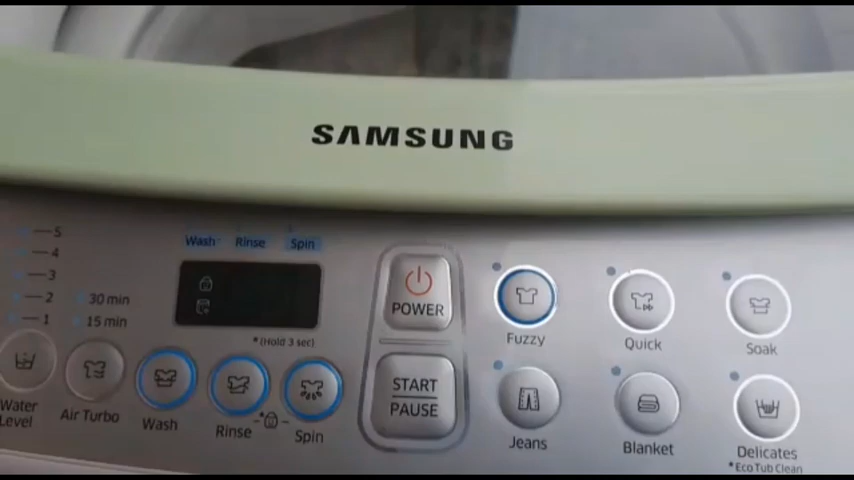 SAMSUNG
5
4
3
2
1
30 min
15 min
Water
Level
Air Turbo
Wash Rinse Spin
*(Hold 3 sec)
Wash
Rinse
Spin
POWER
START
PAUSE
Fuzzy
Quick
Soak
Jeans
Blanket
Delicates
*Eco Tub Clean